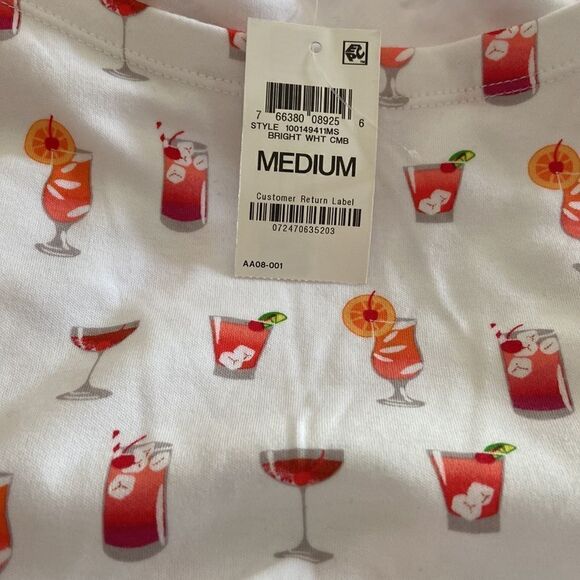 7 66380 08925 6
STYLE 100149411MS
BRIGHT WHT CMB
MEDIUM
Customer Return Label
072470635203
AA08-001